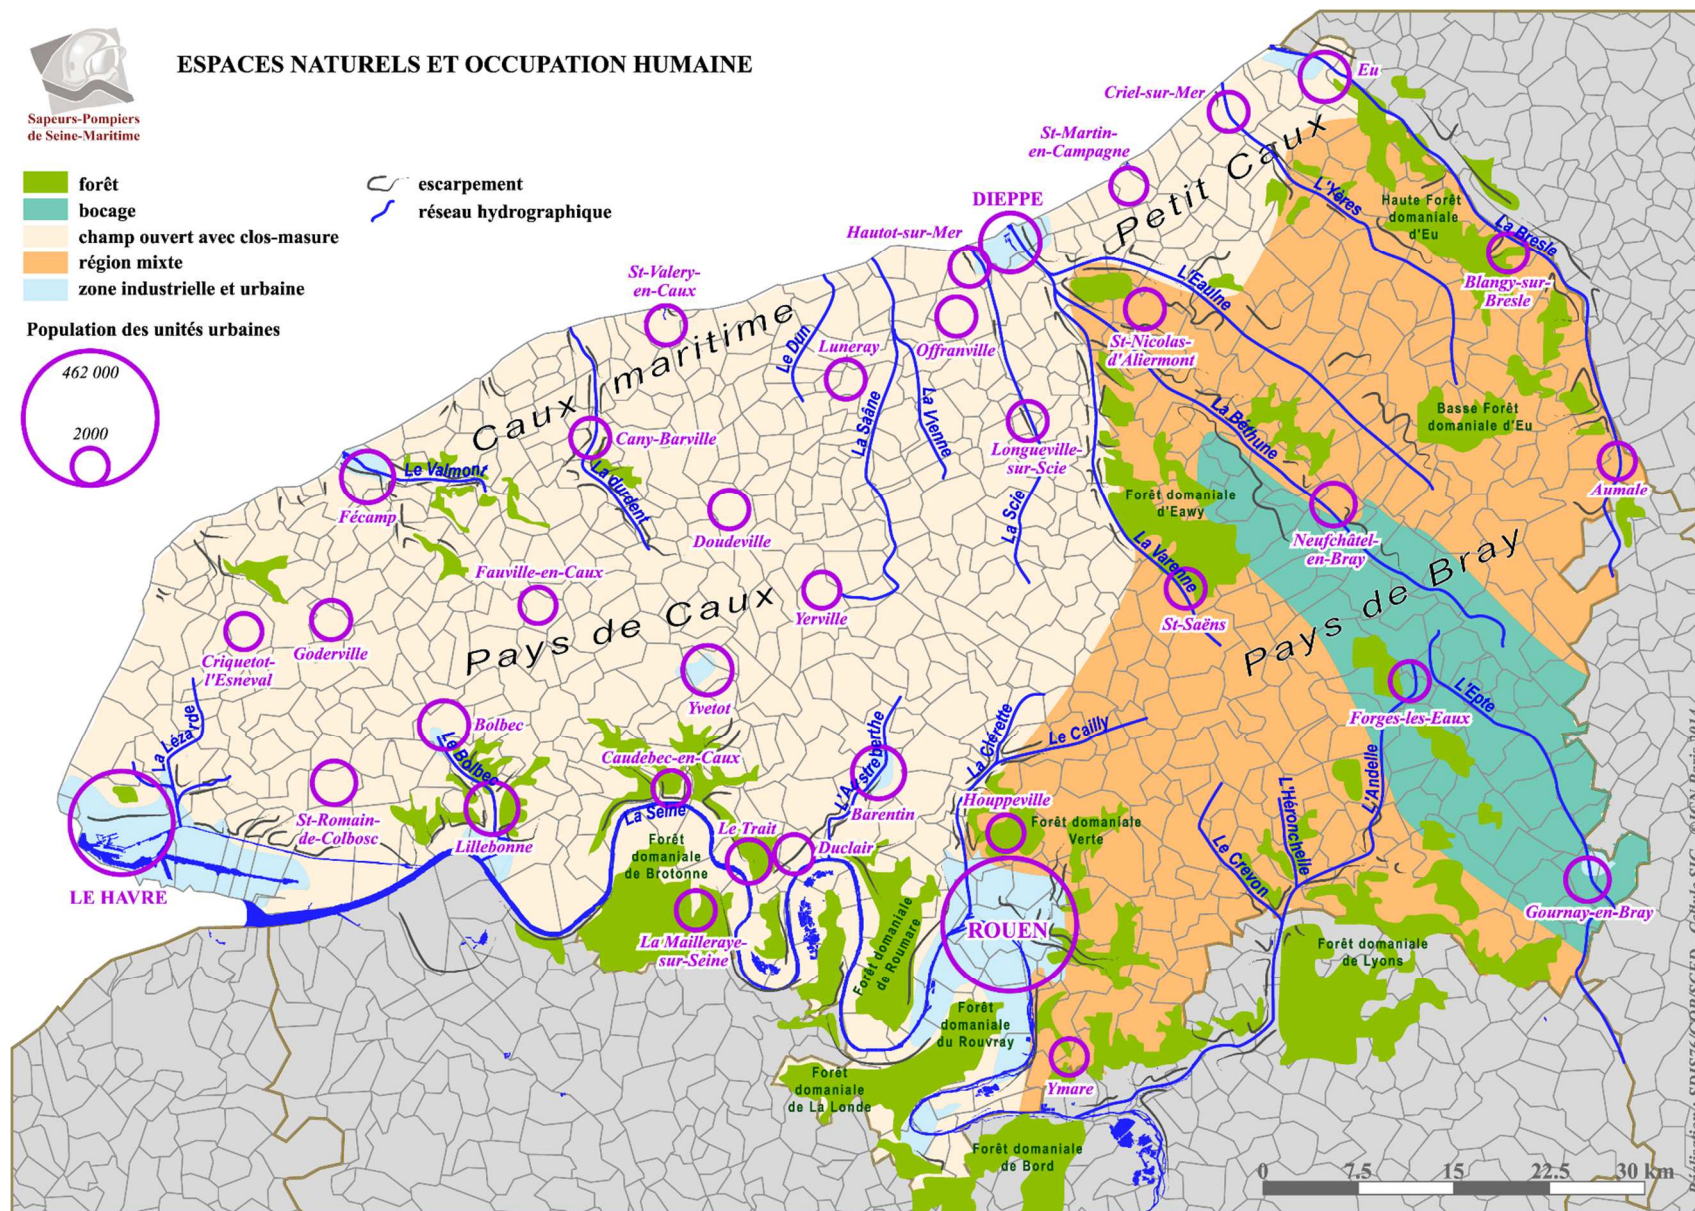 ESPACES NATURELS ET OCCUPATION HUMAINE
Sapeurs-Pompiers
de Seine-Maritime
forêt
bocage
champ ouvert avec clos-masure
région mixte
zone industrielle et urbaine
escarpement
réseau hydrographique
Population des unités urbaines
462 000
2000
Eu
Criel-sur-Mer
St-Martin-
en-Campagne
Petit Caux
L'Yères
Haute Forêt
domaniale
d'Eu
La Bresle
Blangy-sur-
Bresle
DIEPPE
Hautot-sur-Mer
St-Valery-
en-Caux
Caux maritime
Le Dun
Luneray
Offranville
L'Eaulne
St-Nicolas-
d'Aliermont
La Saâne
La Vienne
La Béthune
Basse Forêt
domaniale d'Eu
Cany-Barville
Longueville-
sur-Scie
Le Valmont
La durdent
Aumale
Fécamp
Doudeville
La Scie
Forêt domaniale
d'Eawy
Neufchâtel-
en-Bray
La Varenne
Fauville-en-Caux
Yerville
St-Saëns
Pays de Bray
Pays de Caux
Criquetot-
l'Esneval
Goderville
Yvetot
Forges-les-Eaux
L'Epte
La Lézarde
Bolbec
Le Bolbec
Caudebec-en-Caux
L'Austreberthe
La Clérette
Le Cailly
L'Andelle
L'Héronchelle
Le Crevon
St-Romain-
de-Colbosc
Lillebonne
La Seine
Le Trait
Duclair
Barentin
Houppeville
Forêt domaniale
Verte
Forêt
domaniale
de Brotonne
LE HAVRE
La Mailleraye-
sur-Seine
Forêt domaniale
de Roumare
ROUEN
Gournay-en-Bray
Forêt domaniale
de Lyons
Forêt
domaniale
du Rouvray
Ymare
Forêt
domaniale
de La Londe
Forêt domaniale
de Bord
0 7.5 15 22.5 30 km